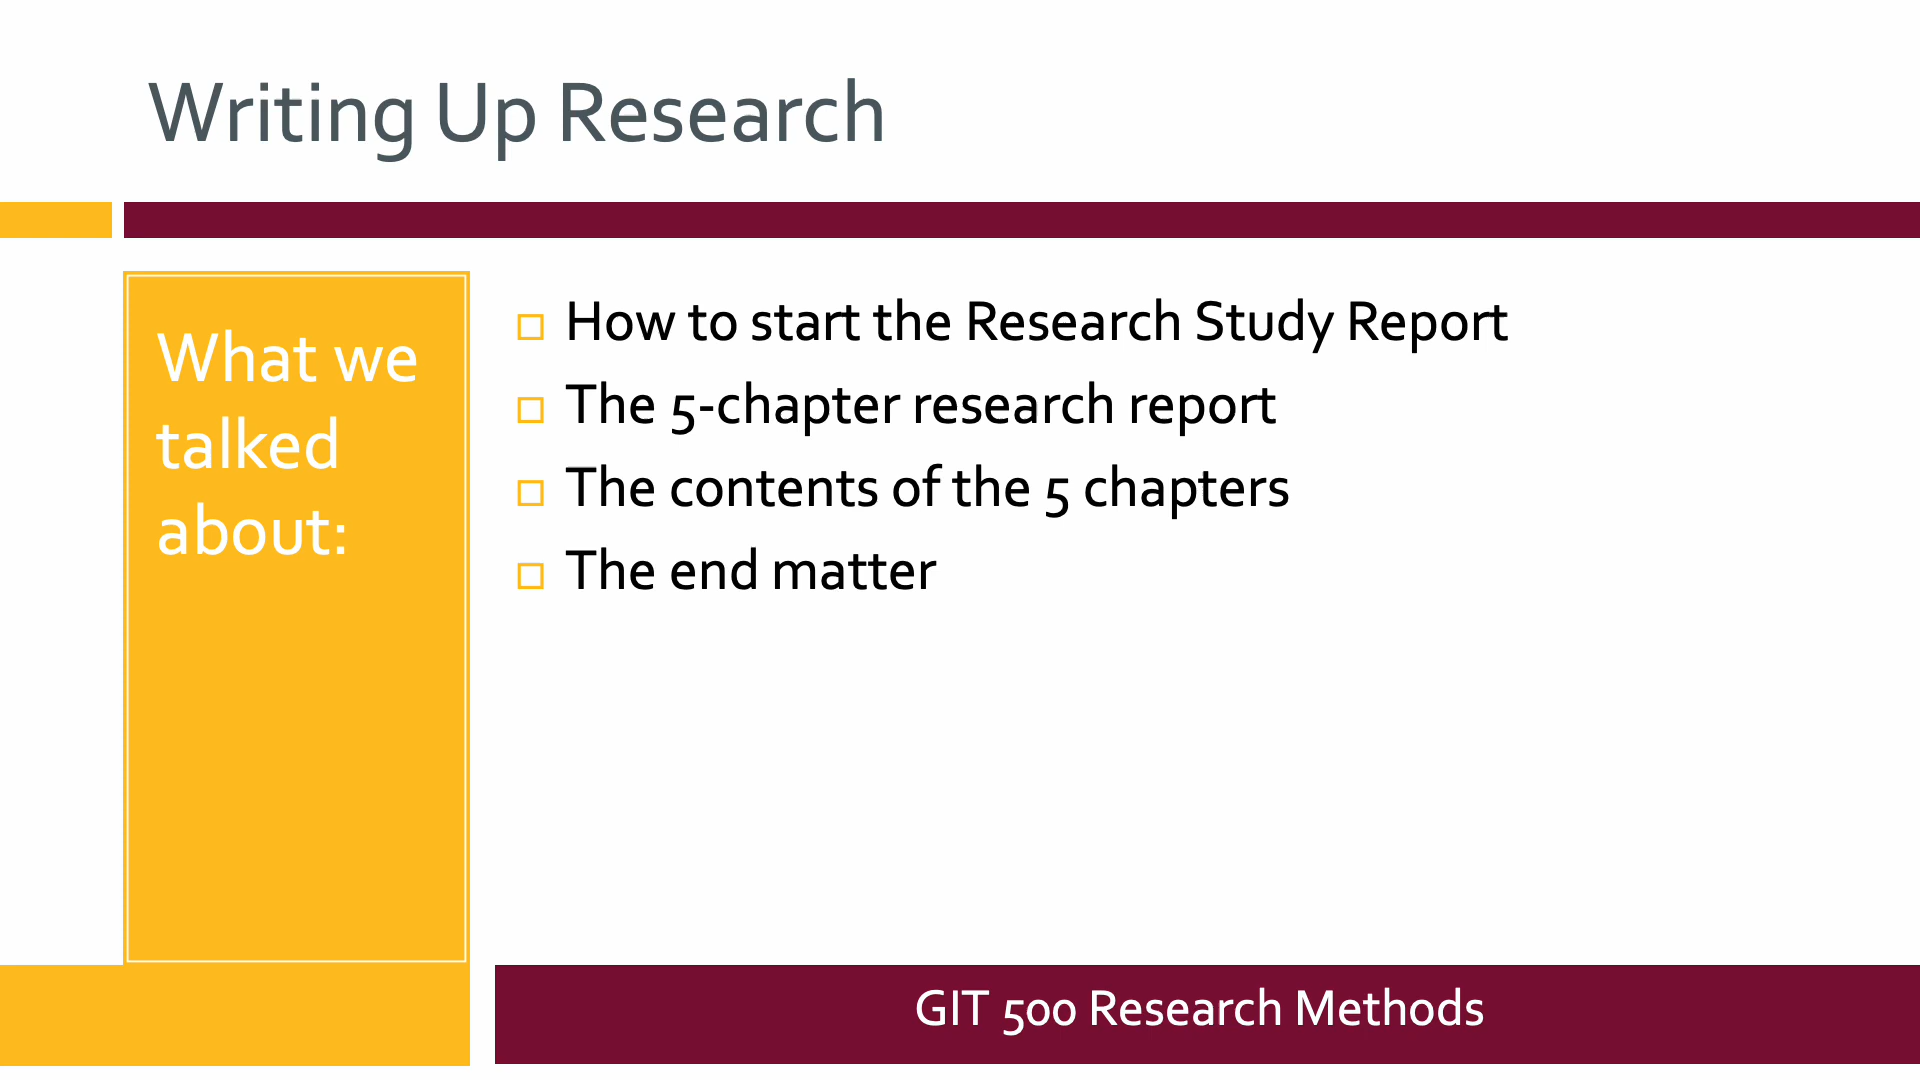 Writing Up Research
What we
talked
about:
How to start the Research Study Report
The 5-chapter research report
The contents of the 5 chapters
The end matter
GIT 500 Research Methods